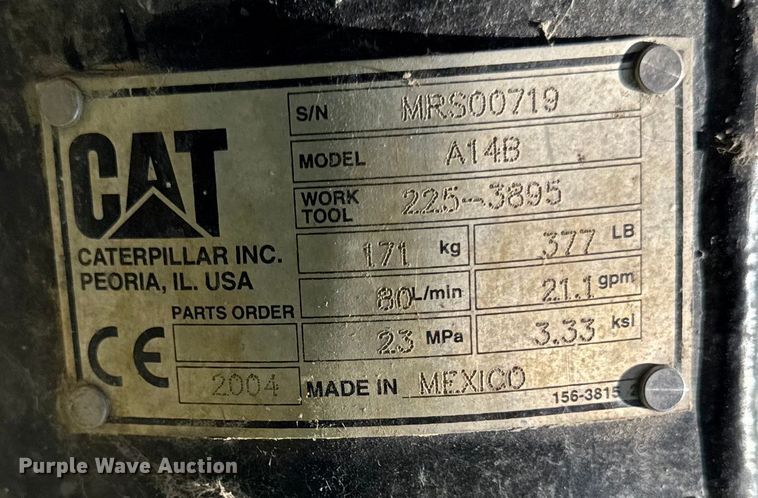 CAT
CATERPILLAR INC.
PEORIA, IL. USA
S/N MRS00719
MODEL A14B
WORK TOOL 225-3895
171 kg 377 LB
80 L/min 21.1 gpm
PARTS ORDER
23 MPa 3.33 ksi
CE
2004 MADE IN MEXICO
156-3815 2
Purple Wave Auction